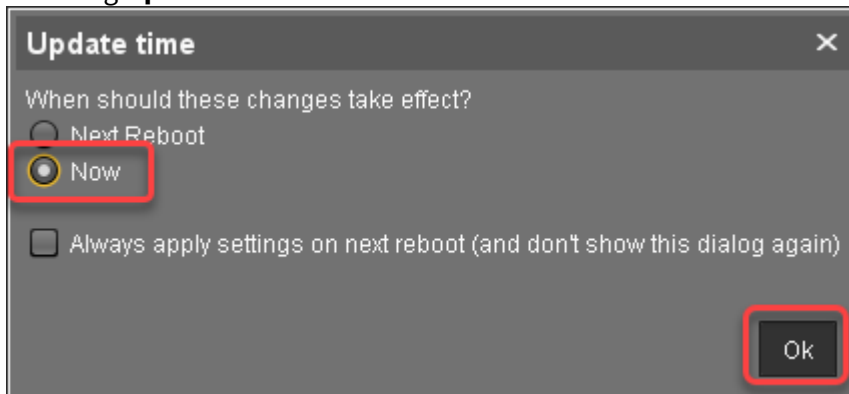 Update time
When should these changes take effect?
Next Reboot
Now
Always apply settings on next reboot (and don't show this dialog again)
Ok